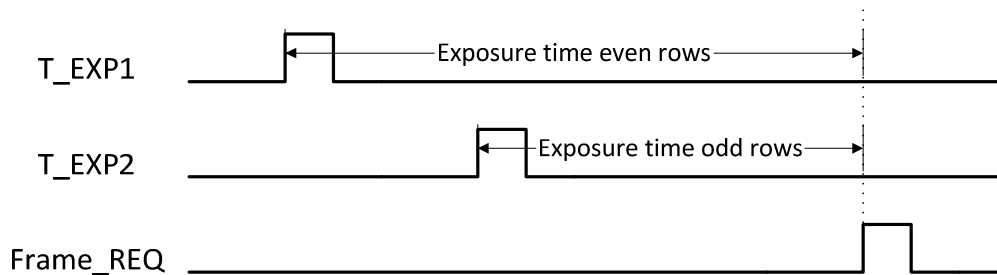 T_EXP1
Exposure time even rows
T_EXP2
Exposure time odd rows
Frame_REQ